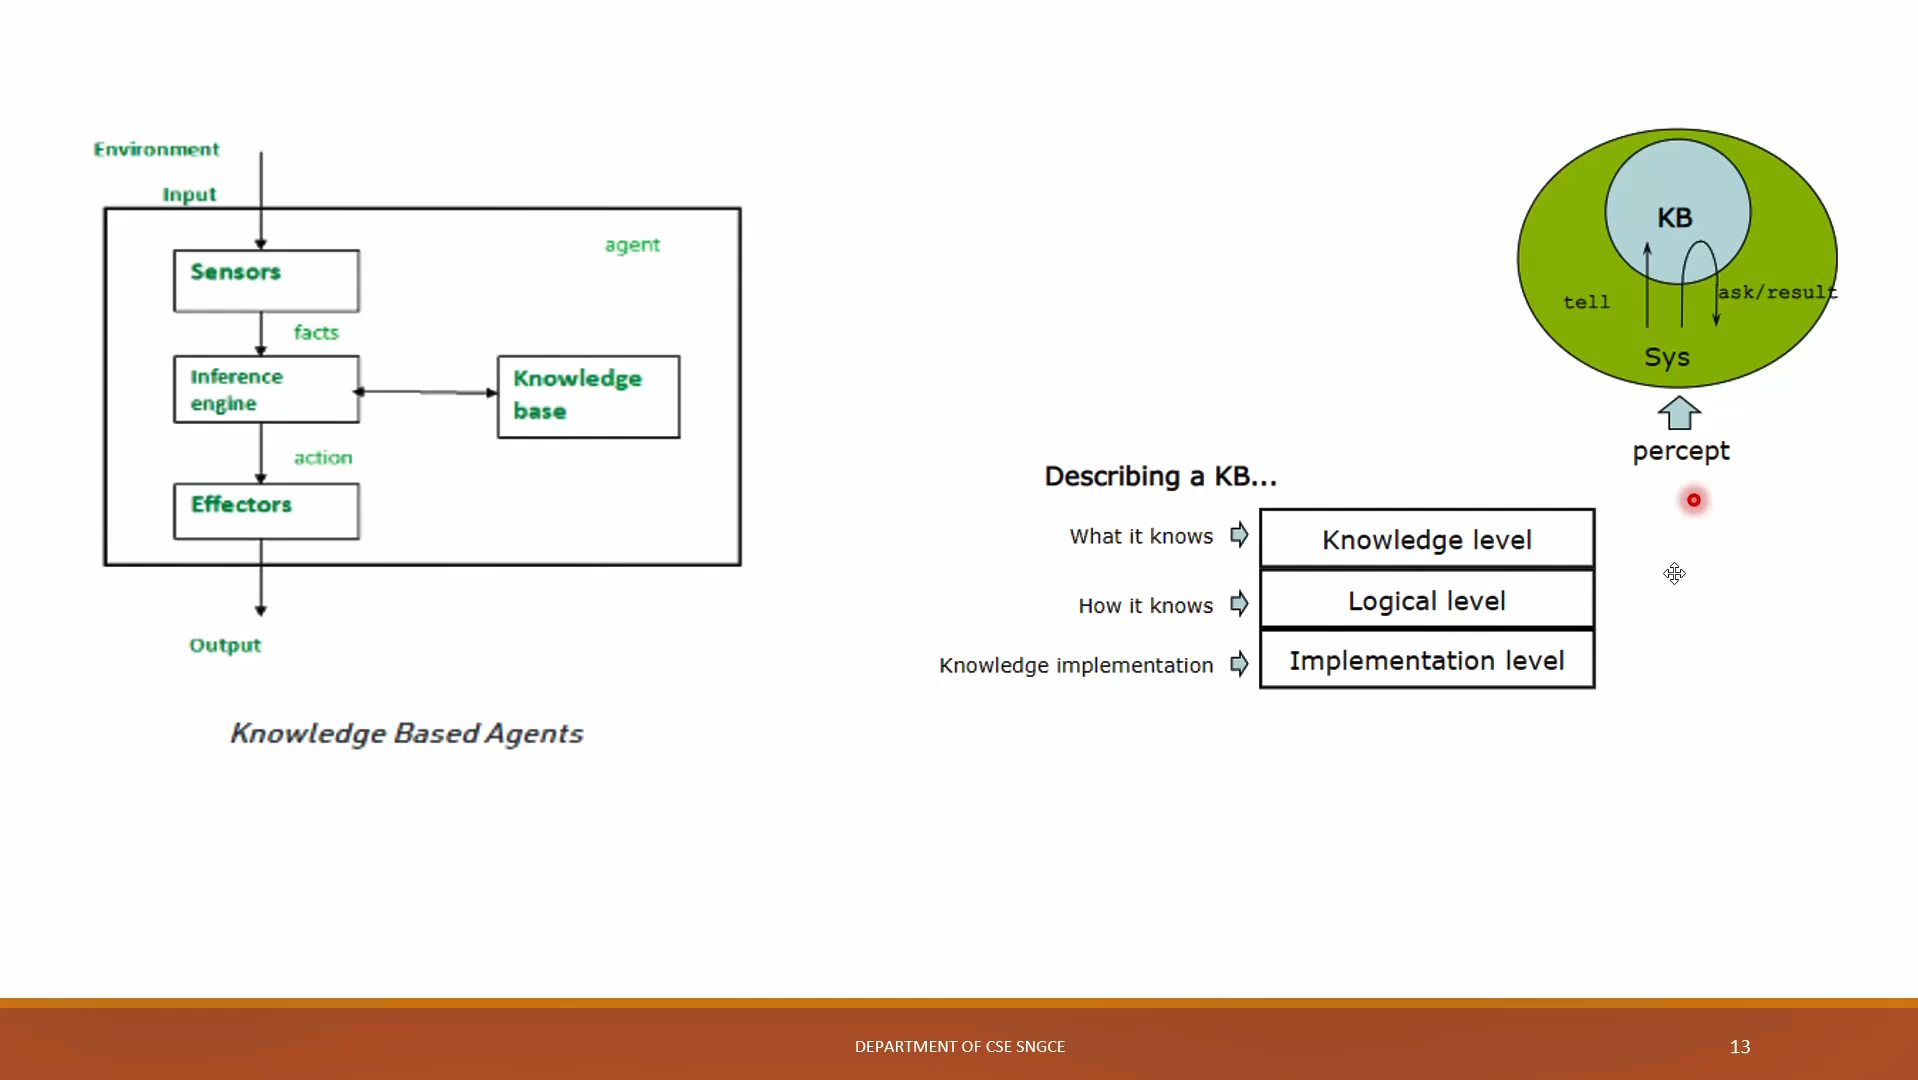 Environment
Input
agent
Sensors
facts
Inference
engine
Knowledge
base
action
Effectors
Output
Knowledge Based Agents
KB
tell
ask/result
Sys
percept
Describing a KB...
What it knows
Knowledge level
How it knows
Logical level
Knowledge implementation
Implementation level
DEPARTMENT OF CSE SNGCE
13